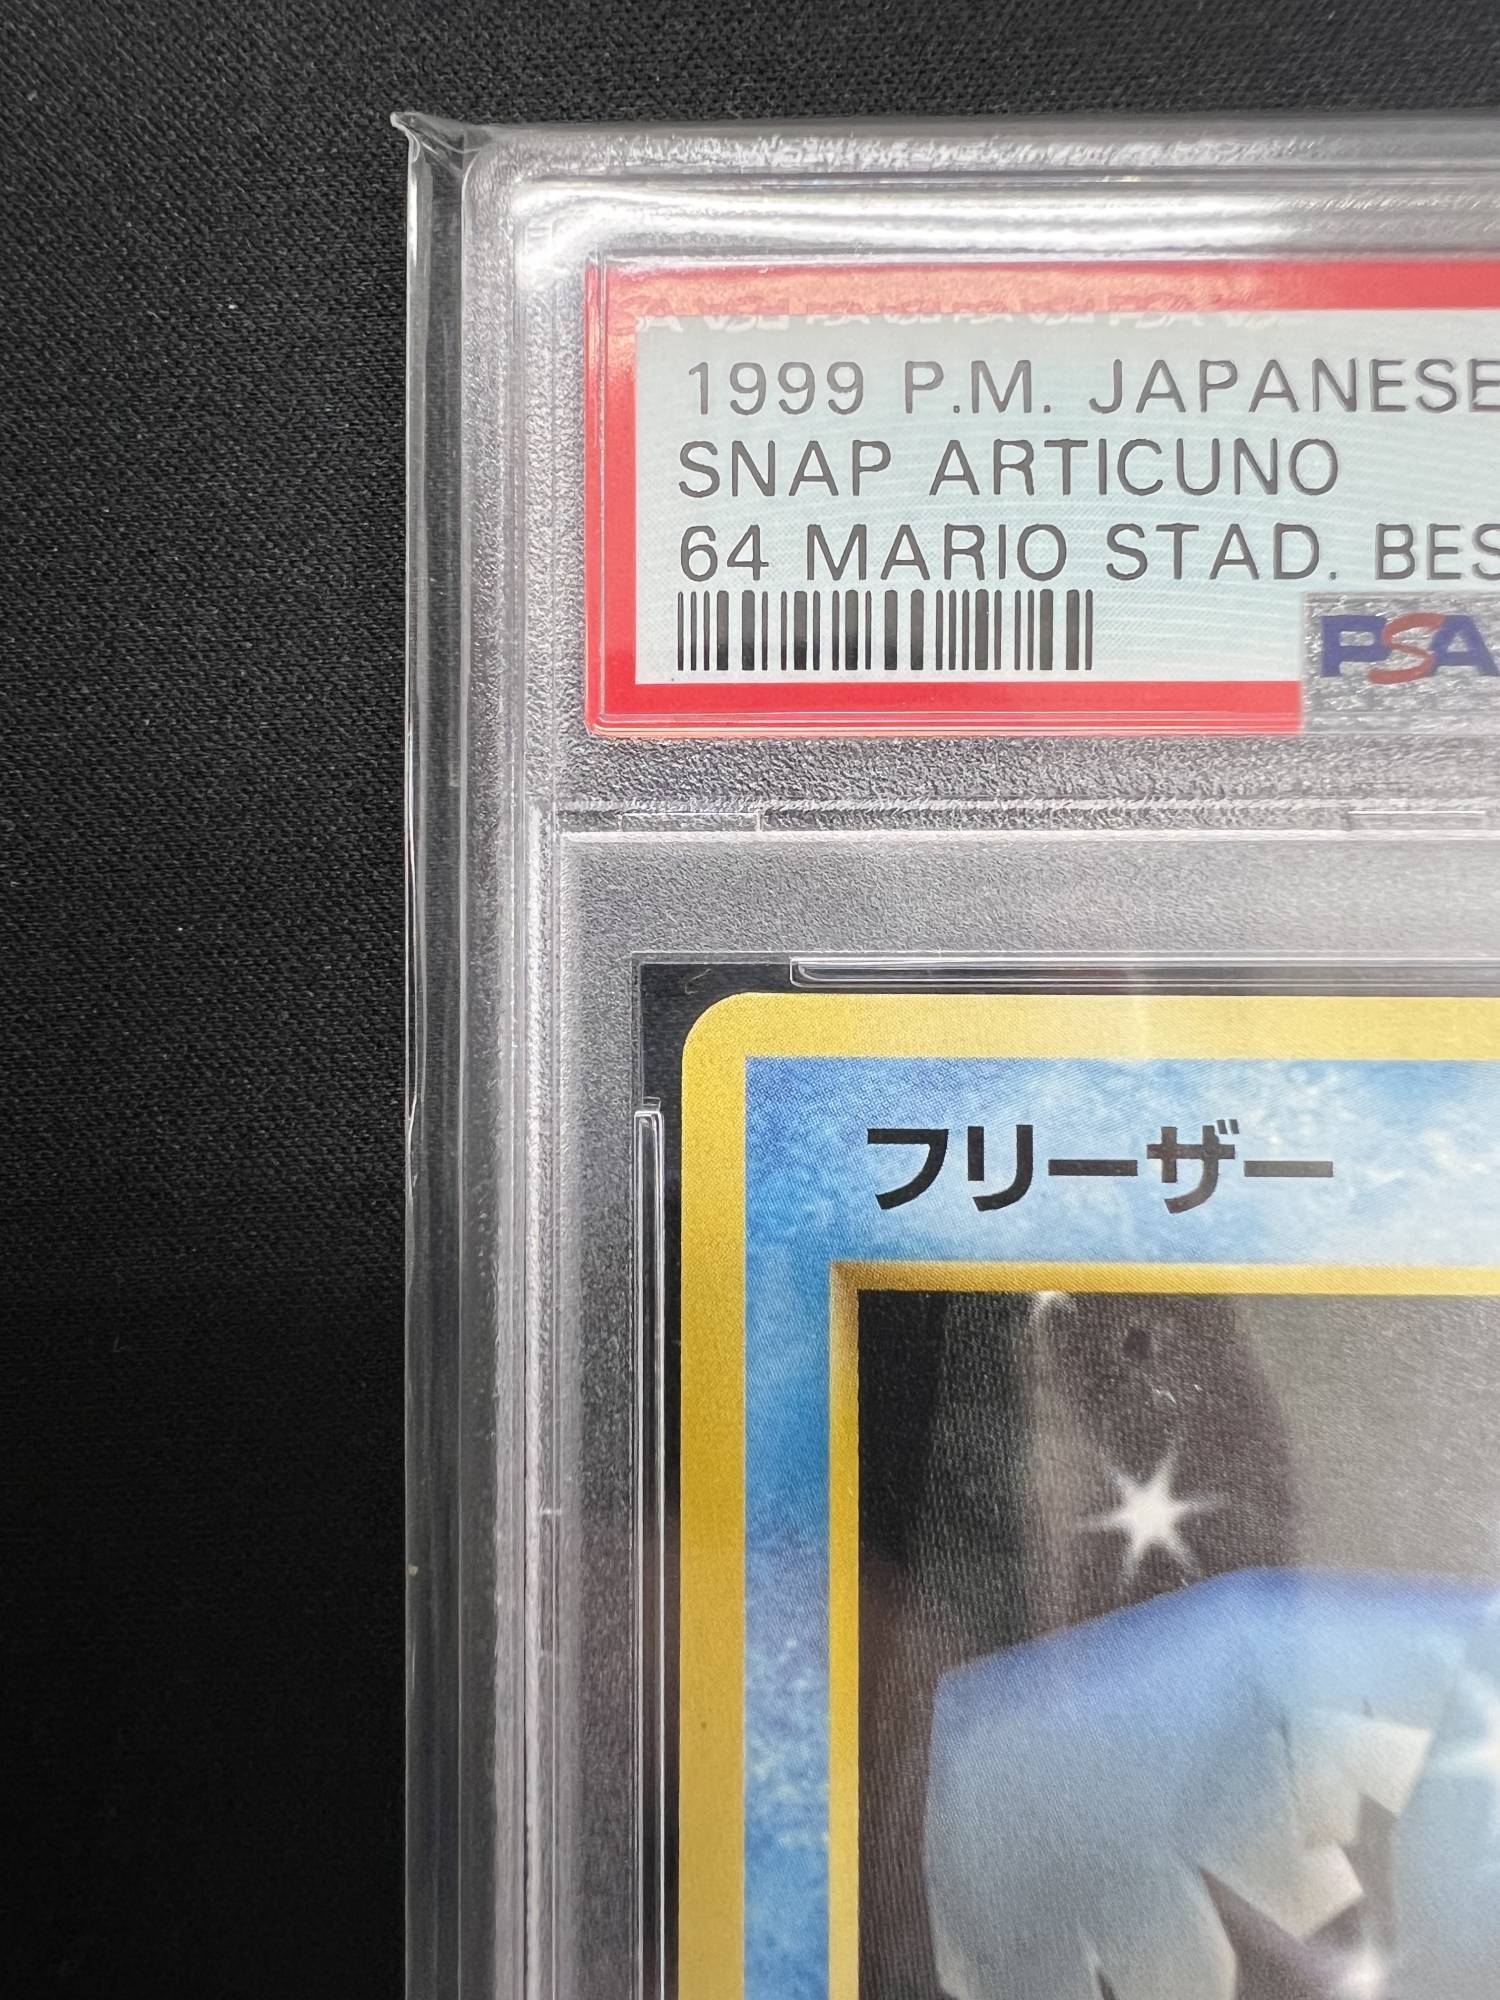 1999 P.M. JAPANESE
SNAP ARTICUNO
64 MARIO STAD. BES
PSA
フリーザー